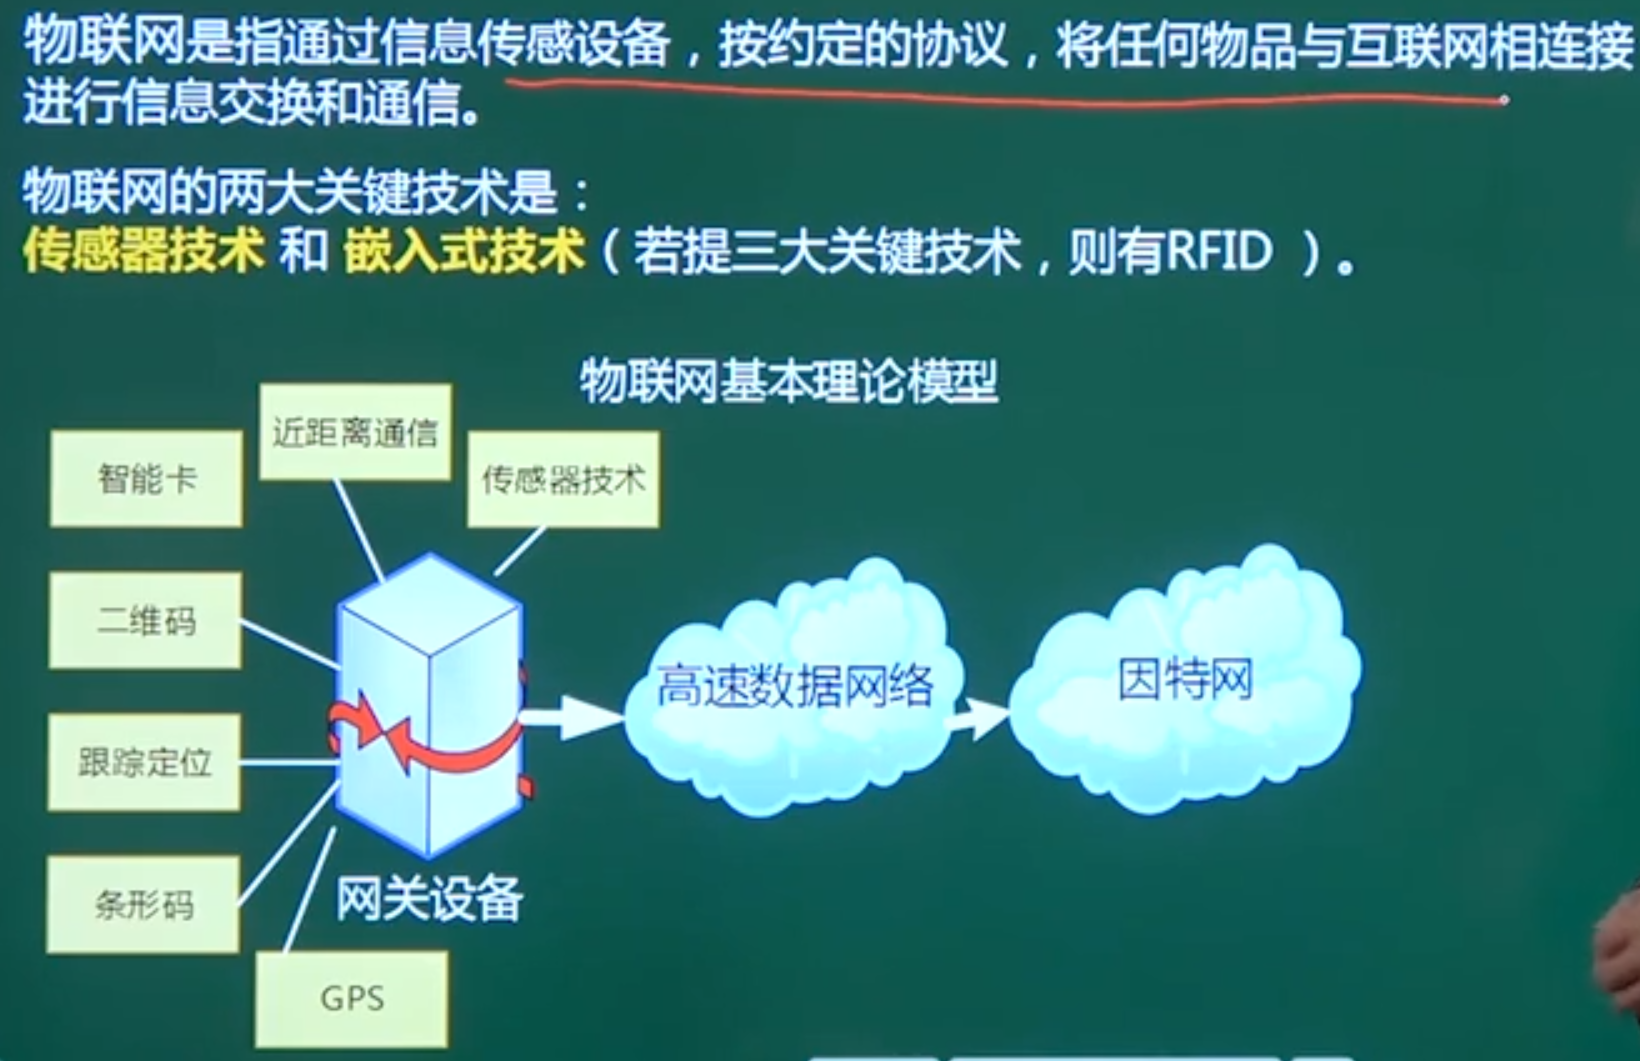 物联网是指通过信息传感设备，按约定的协议，将任何物品与互联网相连接
进行信息交换和通信。
物联网的两大关键技术是：
传感器技术 和 嵌入式技术（若提三大关键技术，则有RFID ）。
物联网基本理论模型
近距离通信
智能卡
传感器技术
二维码
高速数据网络
因特网
跟踪定位
条形码
网关设备
GPS